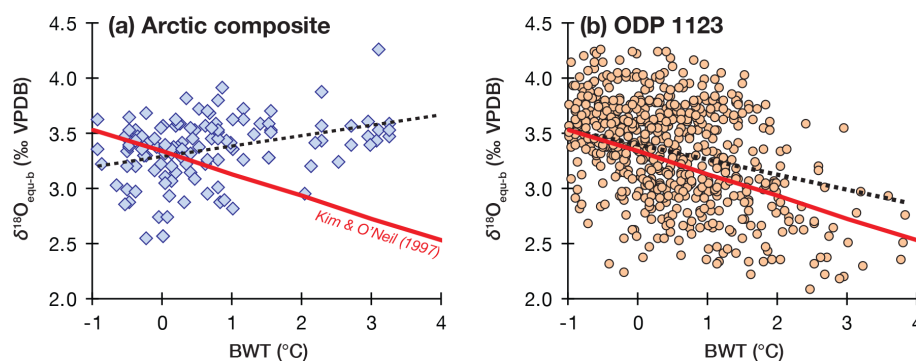 (a) Arctic composite
4.5
4.0
3.5
3.0
2.5
2.0
δ18Oequ-b (‰ VPDB)
Kim & O'Neil (1997)
-1 0 1 2 3 4
BWT (°C)
(b) ODP 1123
4.5
4.0
3.5
3.0
2.5
2.0
δ18Oequ-b (‰ VPDB)
-1 0 1 2 3 4
BWT (°C)